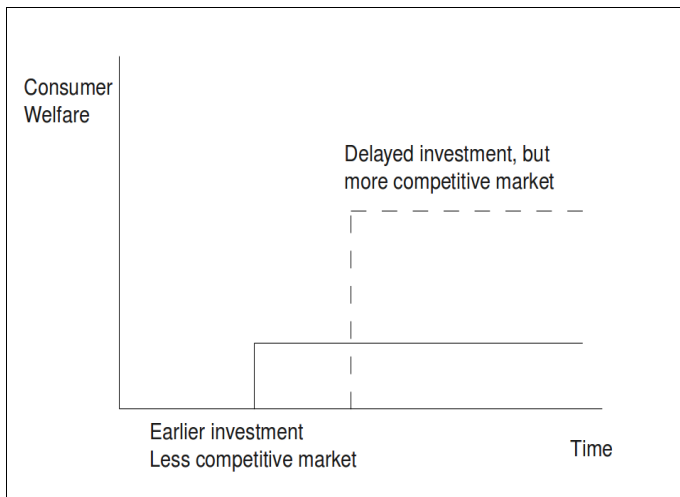 Consumer
Welfare
Delayed investment, but
more competitive market
Earlier investment
Less competitive market
Time